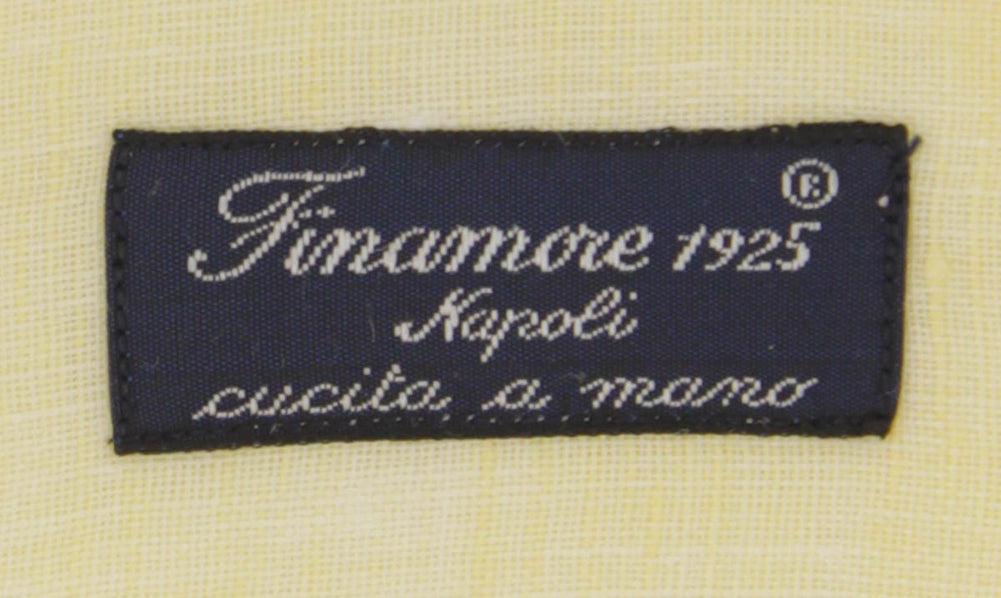 Finamore 1925 ®
Napoli
cucita a mano